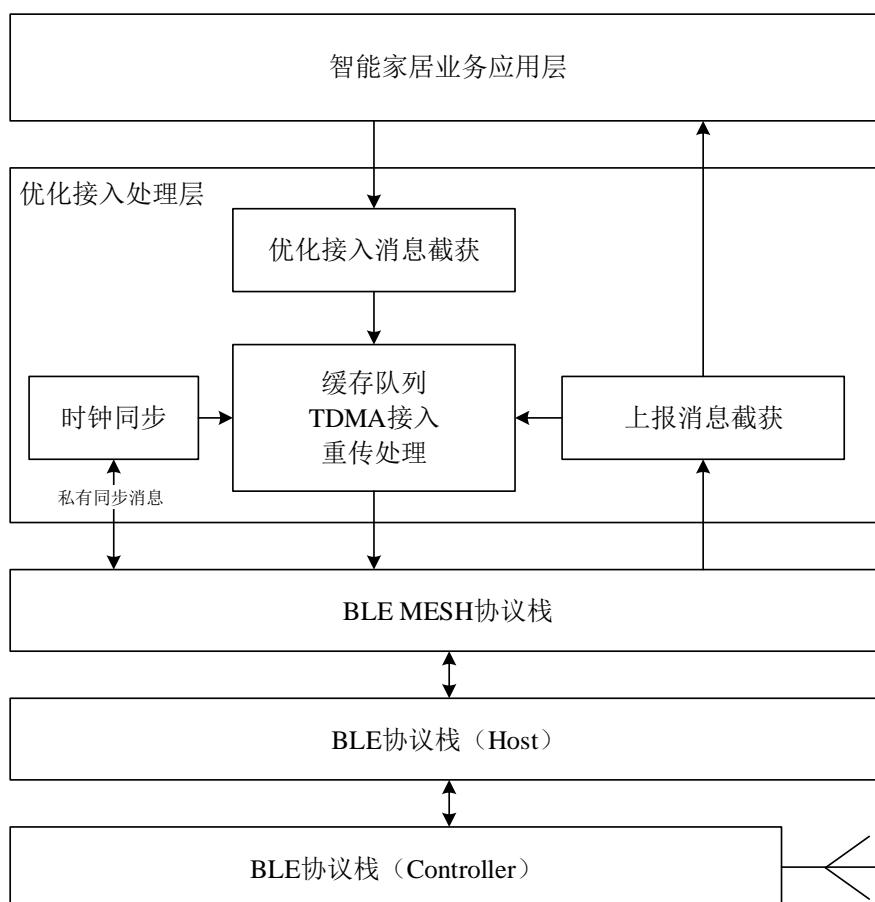 智能家居业务应用层
优化接入处理层
优化接入消息截获
缓存队列
TDMA接入
重传处理
时钟同步
上报消息截获
私有同步消息
BLE MESH协议栈
BLE协议栈（Host）
BLE协议栈（Controller）